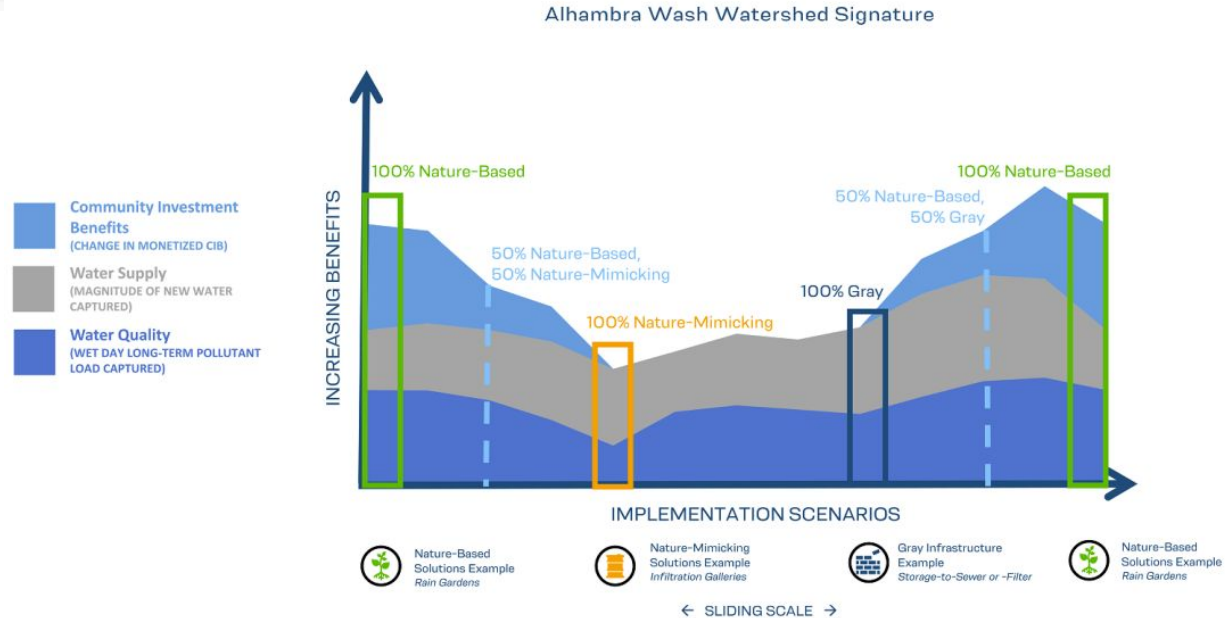 Alhambra Wash Watershed Signature
Community Investment
Benefits
(CHANGE IN MONETIZED CIB)
Water Supply
(MAGNITUDE OF NEW WATER
CAPTURED)
Water Quality
(WET DAY LONG-TERM POLLUTANT
LOAD CAPTURED)
INCREASING BENEFITS
100% Nature-Based
50% Nature-Based,
50% Nature-Mimicking
100% Nature-Mimicking
100% Gray
50% Nature-Based,
50% Gray
100% Nature-Based
IMPLEMENTATION SCENARIOS
Nature-Based
Solutions Example
Rain Gardens
Nature-Mimicking
Solutions Example
Infiltration Galleries
Gray Infrastructure
Example
Storage-to-Sewer or -Filter
Nature-Based
Solutions Example
Rain Gardens
← SLIDING SCALE →